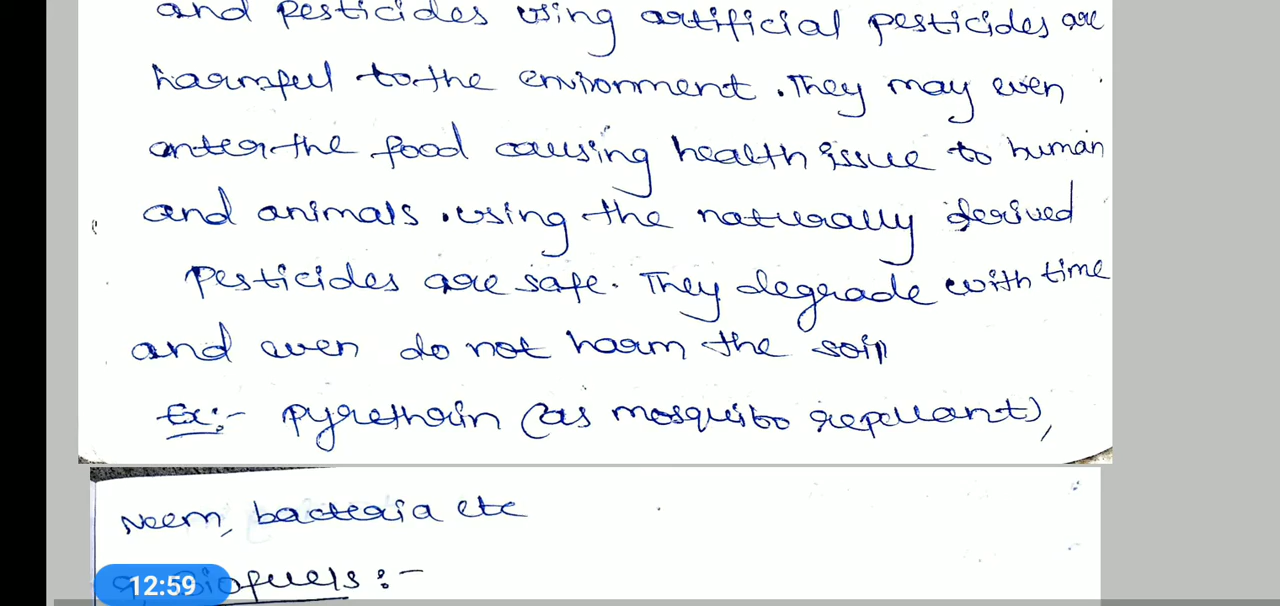 and pesticides using artificial pesticides are
harmful to the environment. They may even
enter the food causing health issue to human
and animals. using the naturally derived
pesticides are safe. They degrade with time
and even do not harm the soil
Ex:- pyrethrin (as mosquito repellant),
Neem, bacteria etc
9, Biofuels :-
12:59